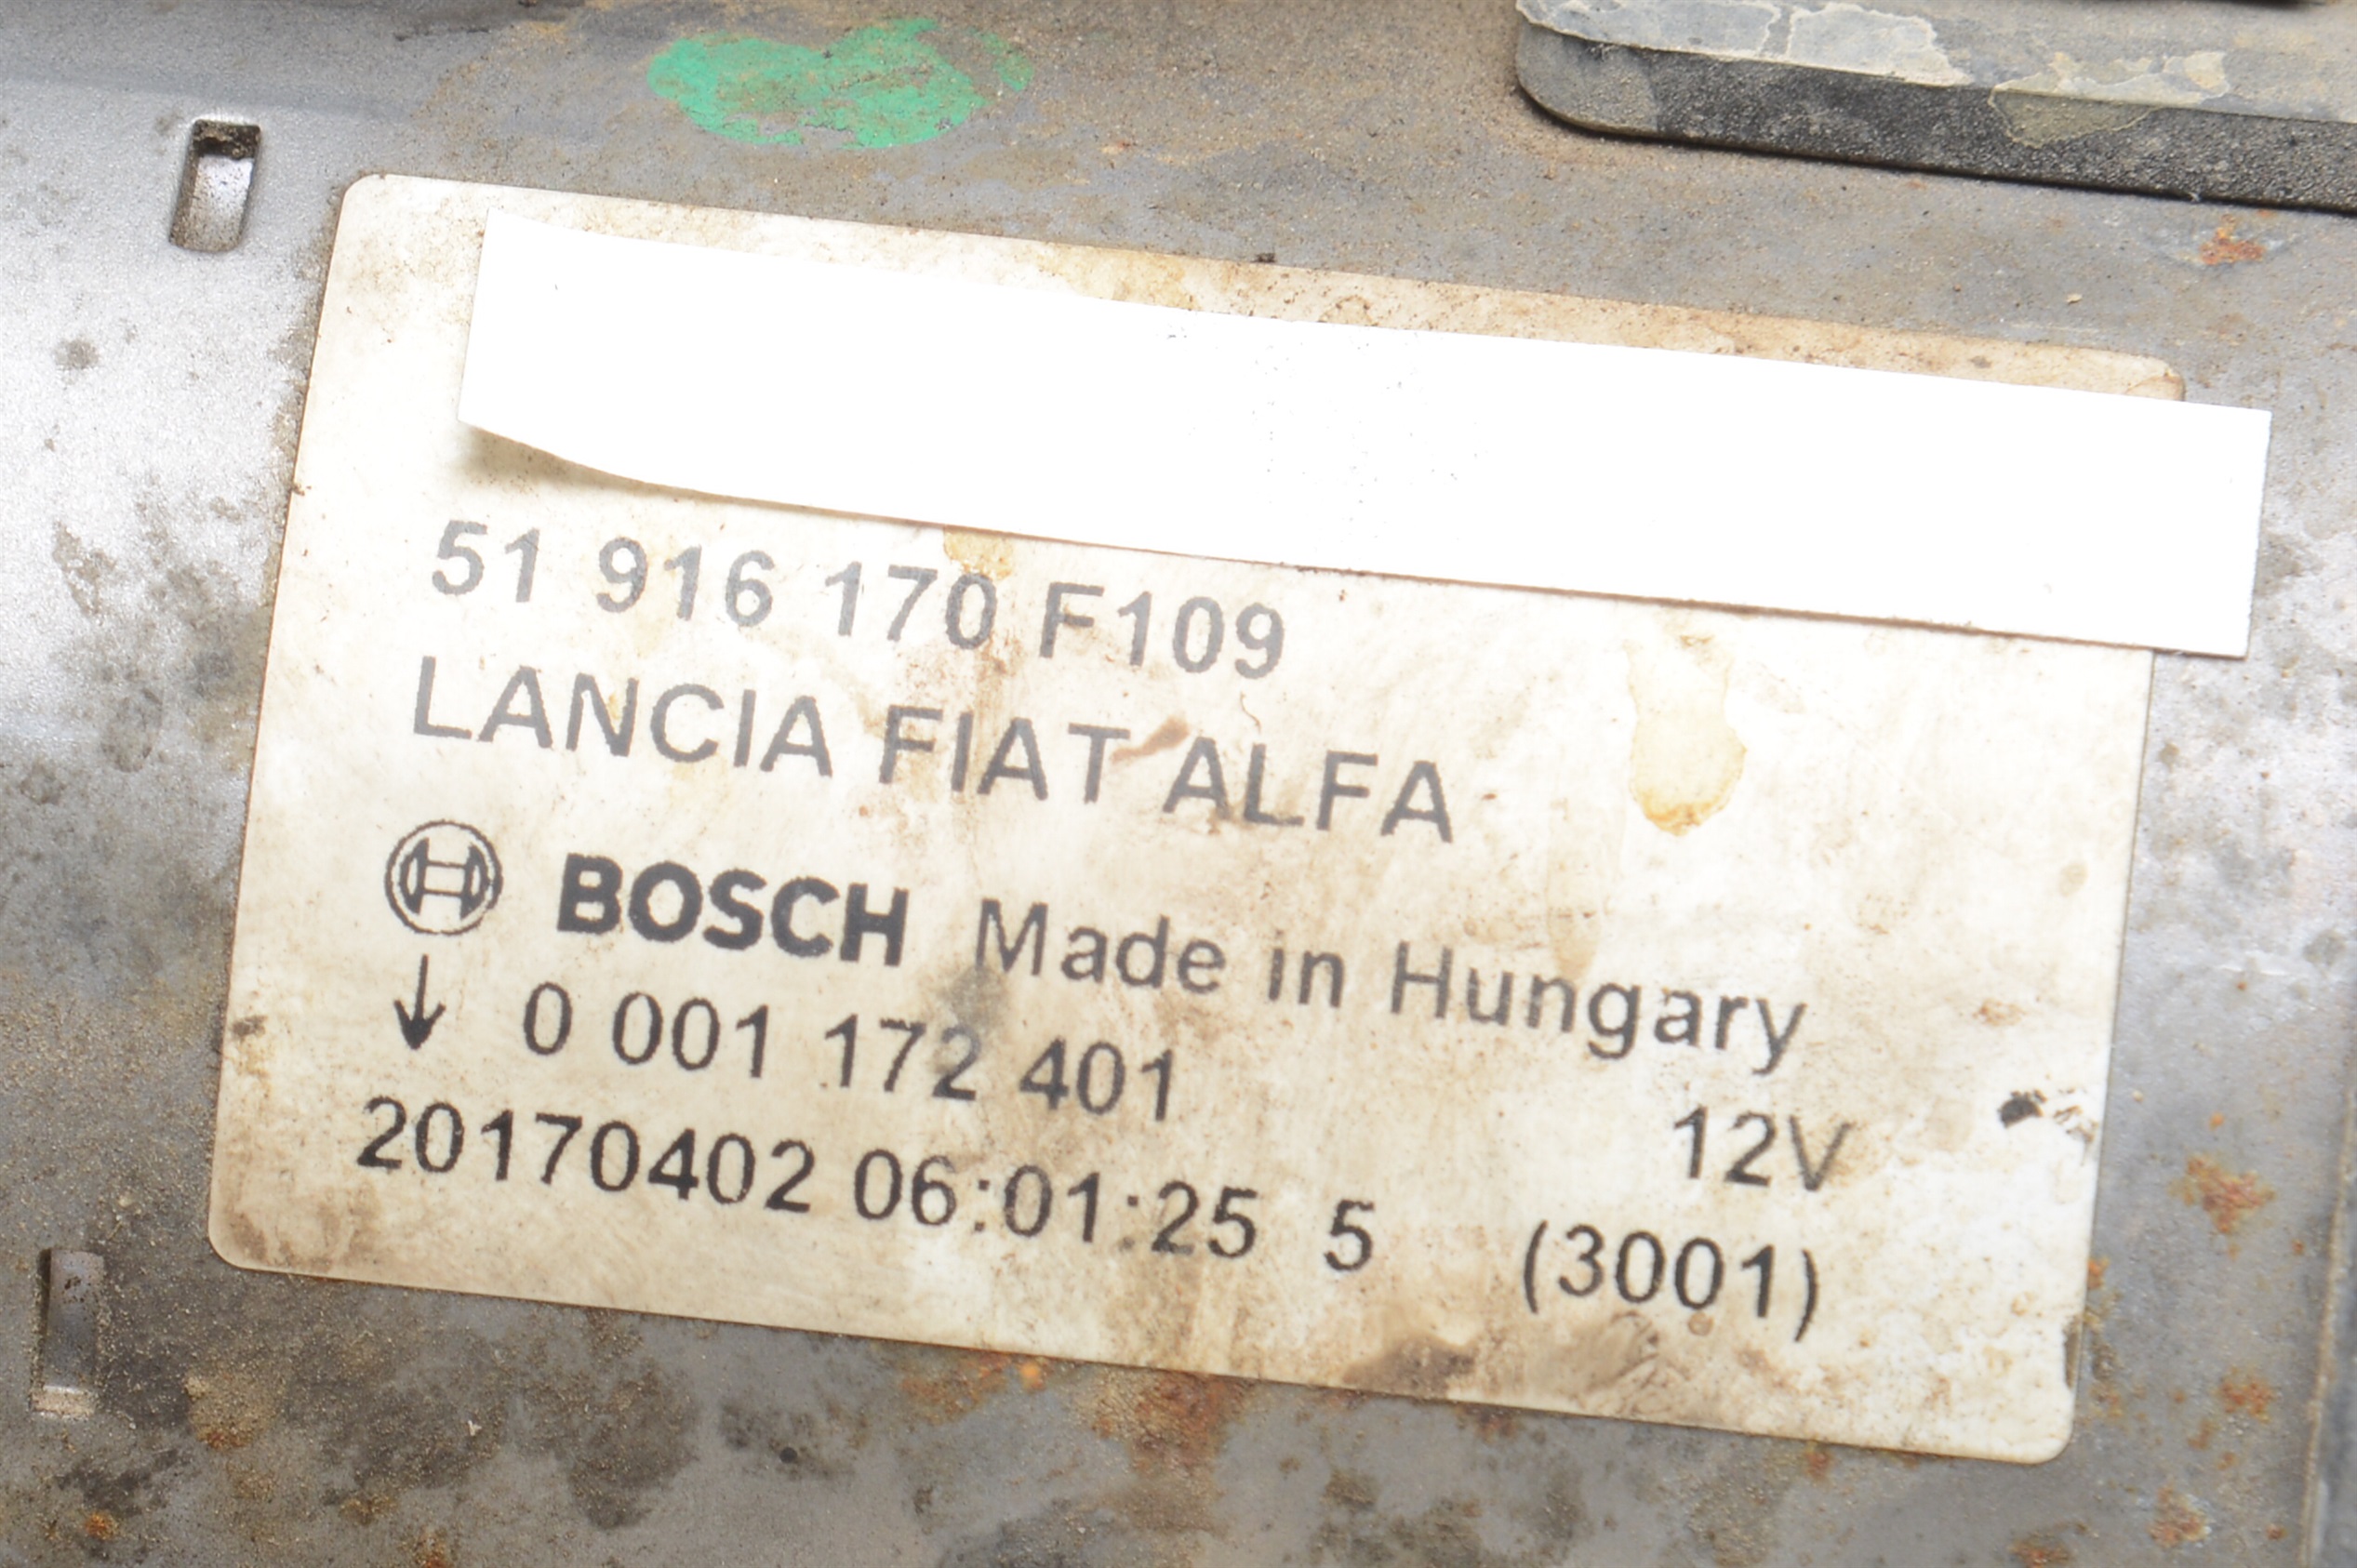 51 916 170 F109
LANCIA FIAT ALFA
BOSCH Made in Hungary
↓ 0 001 172 401
12V
20170402 06:01:25 5 (3001)